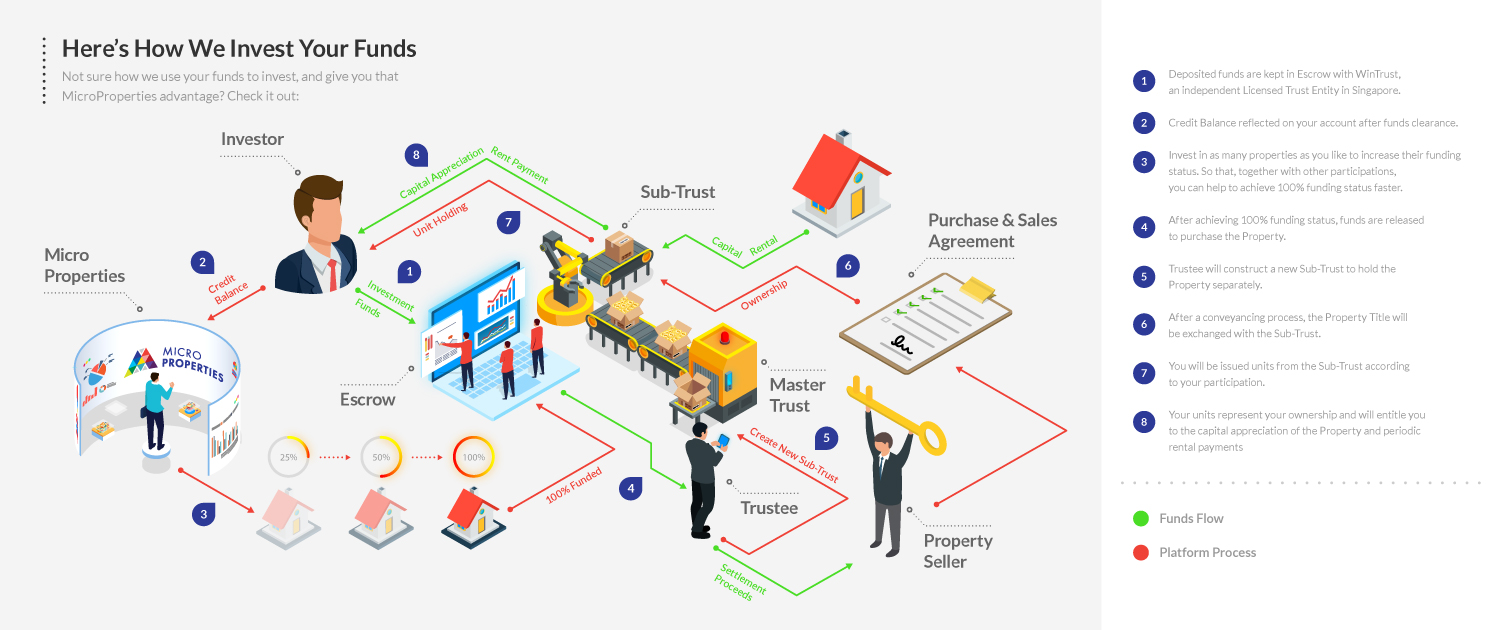 Here's How We Invest Your Funds
Not sure how we use your funds to invest, and give you that
MicroProperties advantage? Check it out:
Investor
8
Capital Appreciation
Rent Payment
Unit Holding
7
Sub-Trust
Capital
Rental
Purchase & Sales
Agreement
6
Ownership
Micro
Properties
2
Credit
Balance
1
Investment
Funds
MICRO
PROPERTIES
Escrow
Master
Trust
25%
50%
100%
3
100% Funded
4
5
Create New Sub-Trust
Trustee
Property
Seller
Settlement
Proceeds
1
Deposited funds are kept in Escrow with WinTrust,
an independent Licensed Trust Entity in Singapore.
2
Credit Balance reflected on your account after funds clearance.
3
Invest in as many properties as you like to increase their funding
status. So that, together with other participations,
you can help to achieve 100% funding status faster.
4
After achieving 100% funding status, funds are released
to purchase the Property.
5
Trustee will construct a new Sub-Trust to hold the
Property separately.
6
After a conveyancing process, the Property Title will
be exchanged with the Sub-Trust.
7
You will be issued units from the Sub-Trust according
to your participation.
8
Your units represent your ownership and will entitle you
to the capital appreciation of the Property and periodic
rental payments
Funds Flow
Platform Process